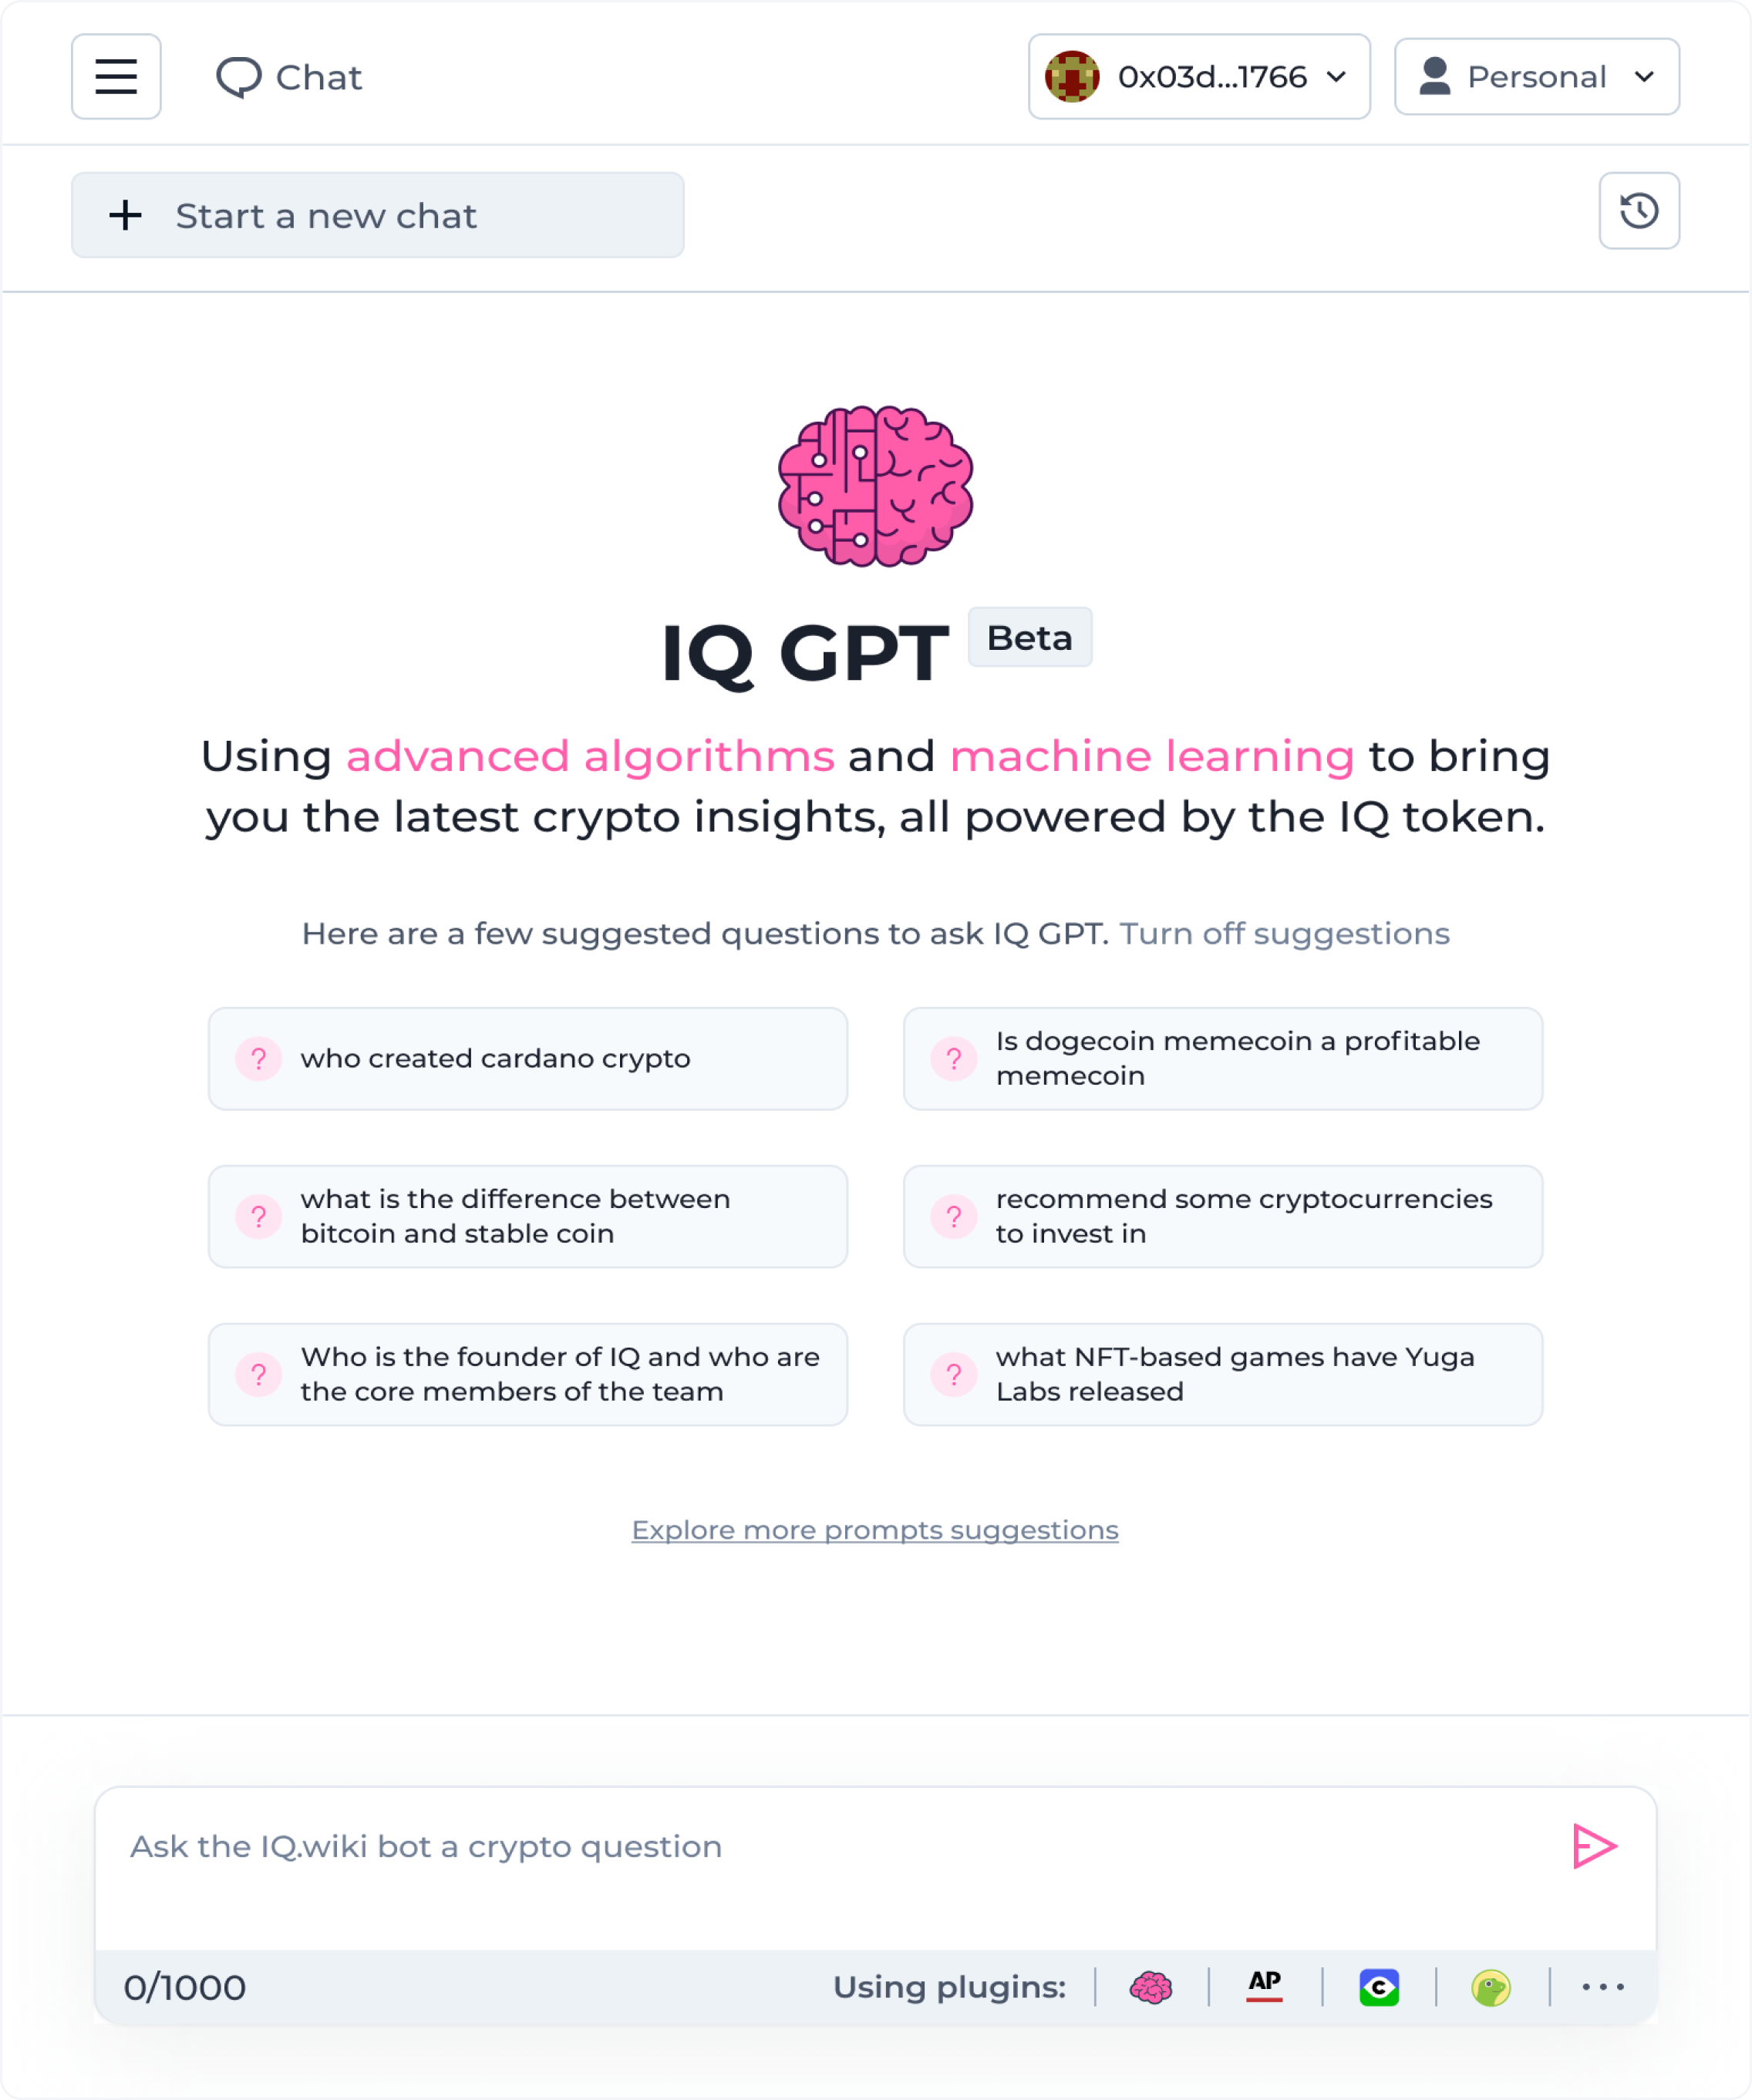 Chat
0x03d...1766
Personal
Start a new chat
IQ GPT
Beta
Using advanced algorithms and machine learning to bring
you the latest crypto insights, all powered by the IQ token.
Here are a few suggested questions to ask IQ GPT. Turn off suggestions
? who created cardano crypto
? Is dogecoin memecoin a profitable
memecoin
? what is the difference between
bitcoin and stable coin
? recommend some cryptocurrencies
to invest in
? Who is the founder of IQ and who are
the core members of the team
? what NFT-based games have Yuga
Labs released
Explore more prompts suggestions
Ask the IQ.wiki bot a crypto question
0/1000
Using plugins:
AP
C